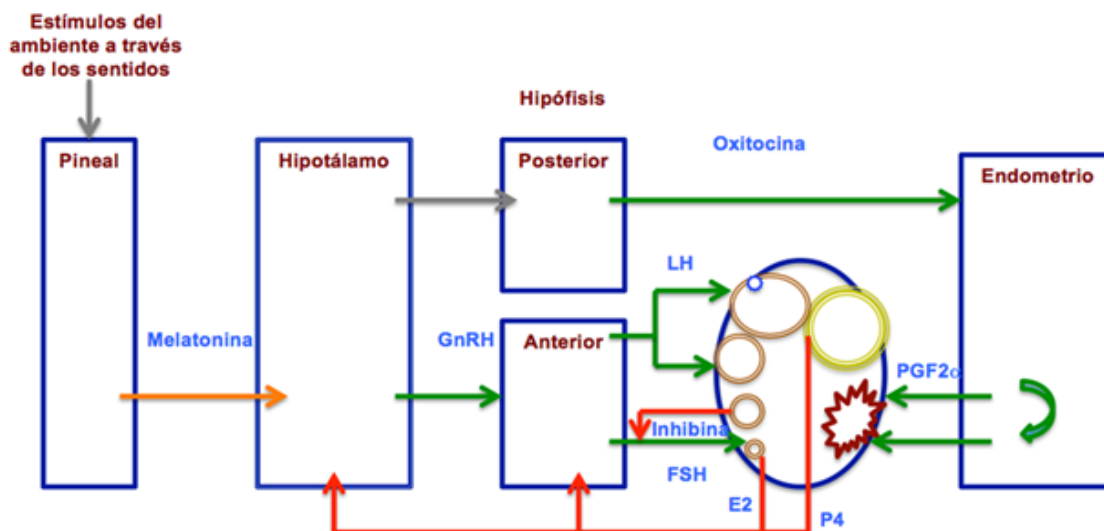 Estímulos del
ambiente a través
de los sentidos
Hipófisis
Pineal
Hipotálamo
Posterior
Oxitocina
Endometrio
LH
Melatonina
GnRH
Anterior
PGF2α
Inhibina
FSH
E2
P4